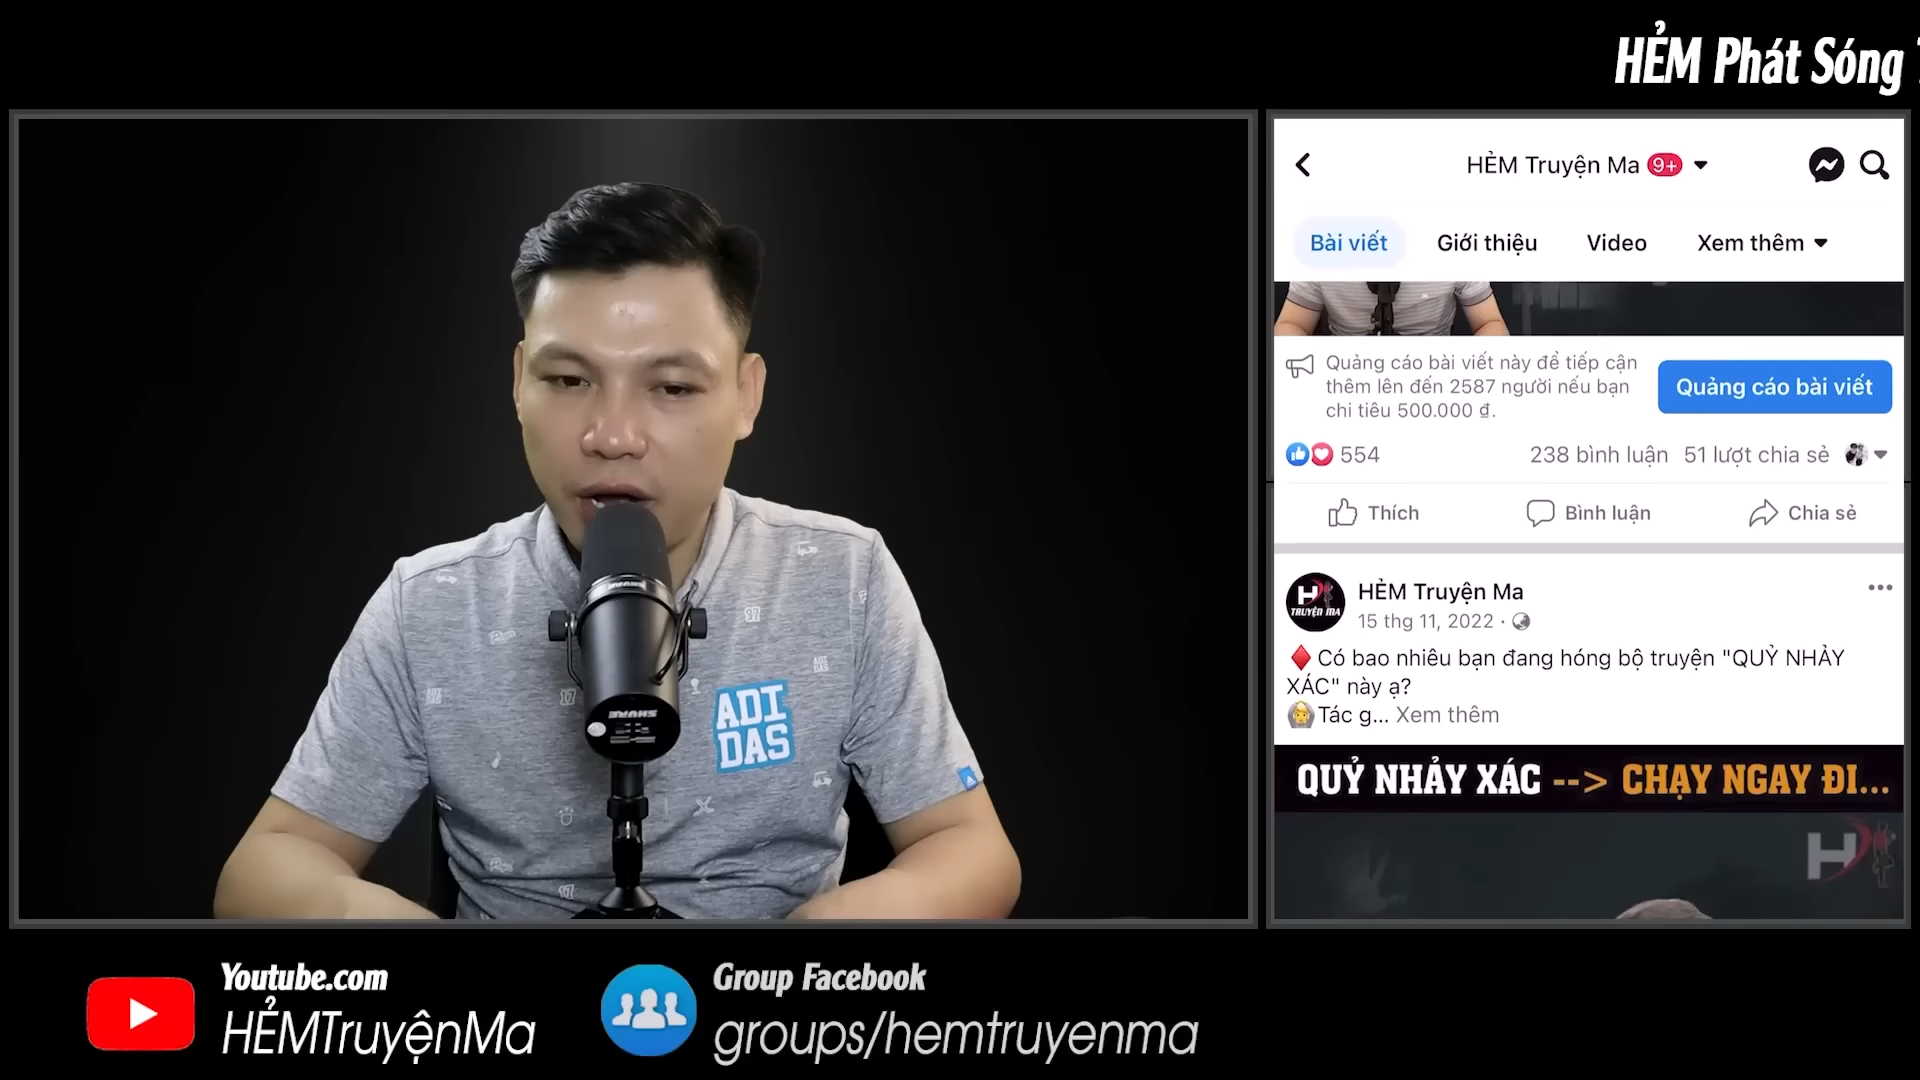 HẺM Phát Sóng
HẺM Truyện Ma 9+
Bài viết Giới thiệu Video Xem thêm
Quảng cáo bài viết này để tiếp cận
thêm lên đến 2587 người nếu bạn
chi tiêu 500.000 ₫.
Quảng cáo bài viết
554 238 bình luận 51 lượt chia sẻ
Thích Bình luận Chia sẻ
H
TRUYỆN MA
HẺM Truyện Ma
15 thg 11, 2022 ·
Có bao nhiêu bạn đang hóng bộ truyện "QUỶ NHẢY
XÁC" này ạ?
Tác g... Xem thêm
QUỶ NHẢY XÁC --> CHẠY NGAY ĐI...
H
SHURE
ADI
DAS
Youtube.com
HẺMTruyệnMa
Group Facebook
groups/hemtruyenma